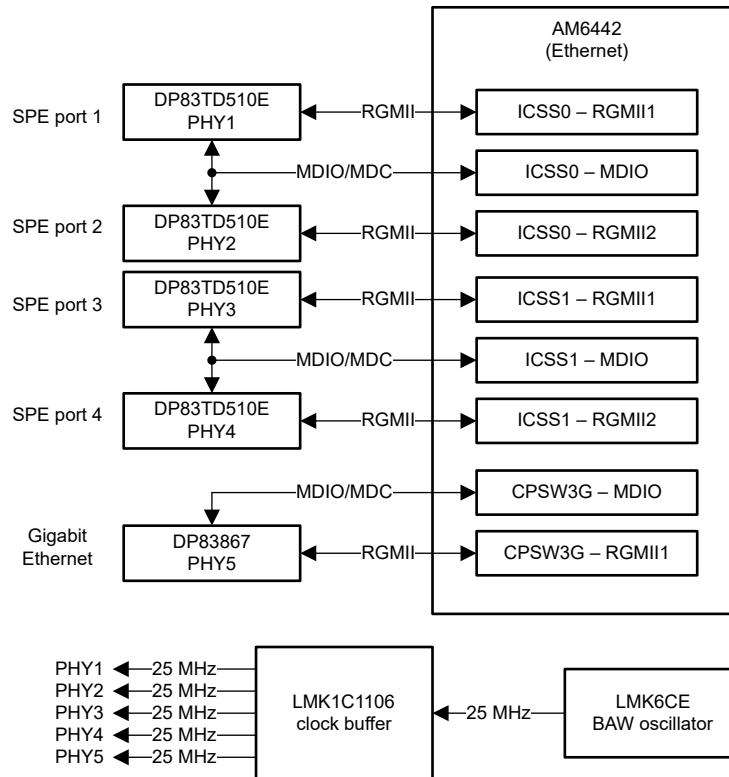 AM6442
(Ethernet)
SPE port 1
DP83TD510E
PHY1
RGMII
ICSS0 – RGMII1
MDIO/MDC
ICSS0 – MDIO
SPE port 2
DP83TD510E
PHY2
RGMII
ICSS0 – RGMII2
SPE port 3
DP83TD510E
PHY3
RGMII
ICSS1 – RGMII1
MDIO/MDC
ICSS1 – MDIO
SPE port 4
DP83TD510E
PHY4
RGMII
ICSS1 – RGMII2
MDIO/MDC
CPSW3G – MDIO
Gigabit
Ethernet
DP83867
PHY5
RGMII
CPSW3G – RGMII1
PHY1 25 MHz
PHY2 25 MHz
PHY3 25 MHz
PHY4 25 MHz
PHY5 25 MHz
LMK1C1106
clock buffer
25 MHz
LMK6CE
BAW oscillator